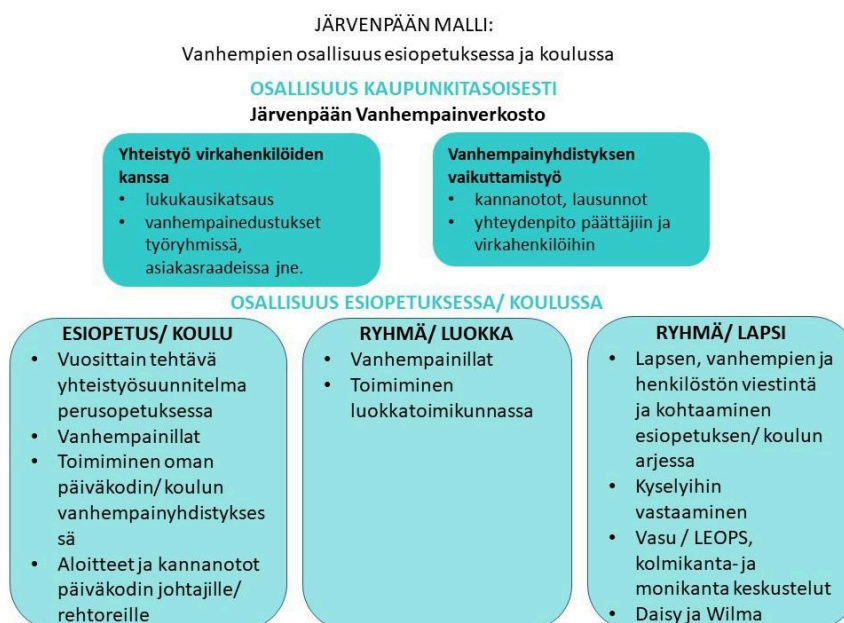 JÄRVENPÄÄN MALLI:
Vanhempien osallisuus esiopetuksessa ja koulussa
OSALLISUUS KAUPUNKITASOISESTI
Järvenpään Vanhempainverkosto
Yhteistyö virkahenkilöiden
kanssa
• lukukausikatsaus
• vanhempainedustukset
työryhmissä,
asiakasraadeissa jne.
Vanhempainyhdistyksen
vaikuttamistyö
• kannanotot, lausunnot
• yhteydenpito päättäjiin ja
virkahenkilöihin
OSALLISUUS ESIOPETUKSESSA/ KOULUSSA
ESIOPETUS/ KOULU
• Vuosittain tehtävä
yhteistyösuunnitelma
perusopetuksessa
• Vanhempainillat
• Toimiminen oman
päiväkodin/ koulun
vanhempainyhdistykses
sä
• Aloitteet ja kannanotot
päiväkodin johtajille/
rehtoreille
RYHMÄ/ LUOKKA
• Vanhempainillat
• Toimiminen
luokkatoimikunnassa
RYHMÄ/ LAPSI
• Lapsen, vanhempien ja
henkilöstön viestintä
ja kohtaaminen
esiopetuksen/ koulun
arjessa
• Kyselyihin
vastaaminen
• Vasu / LEOPS,
kolmikanta- ja
monikanta keskustelut
• Daisy ja Wilma